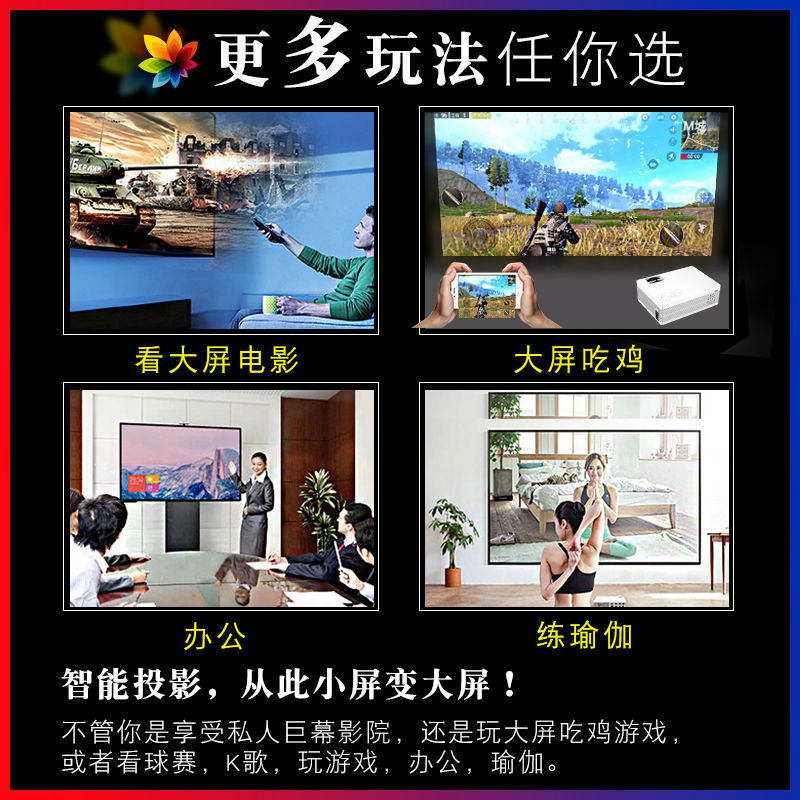 更多玩法任你选
看大屏电影
大屏吃鸡
办公
练瑜伽
智能投影，从此小屏变大屏！
不管你是享受私人巨幕影院，还是玩大屏吃鸡游戏，
或者看球赛，K歌，玩游戏，办公，瑜伽。